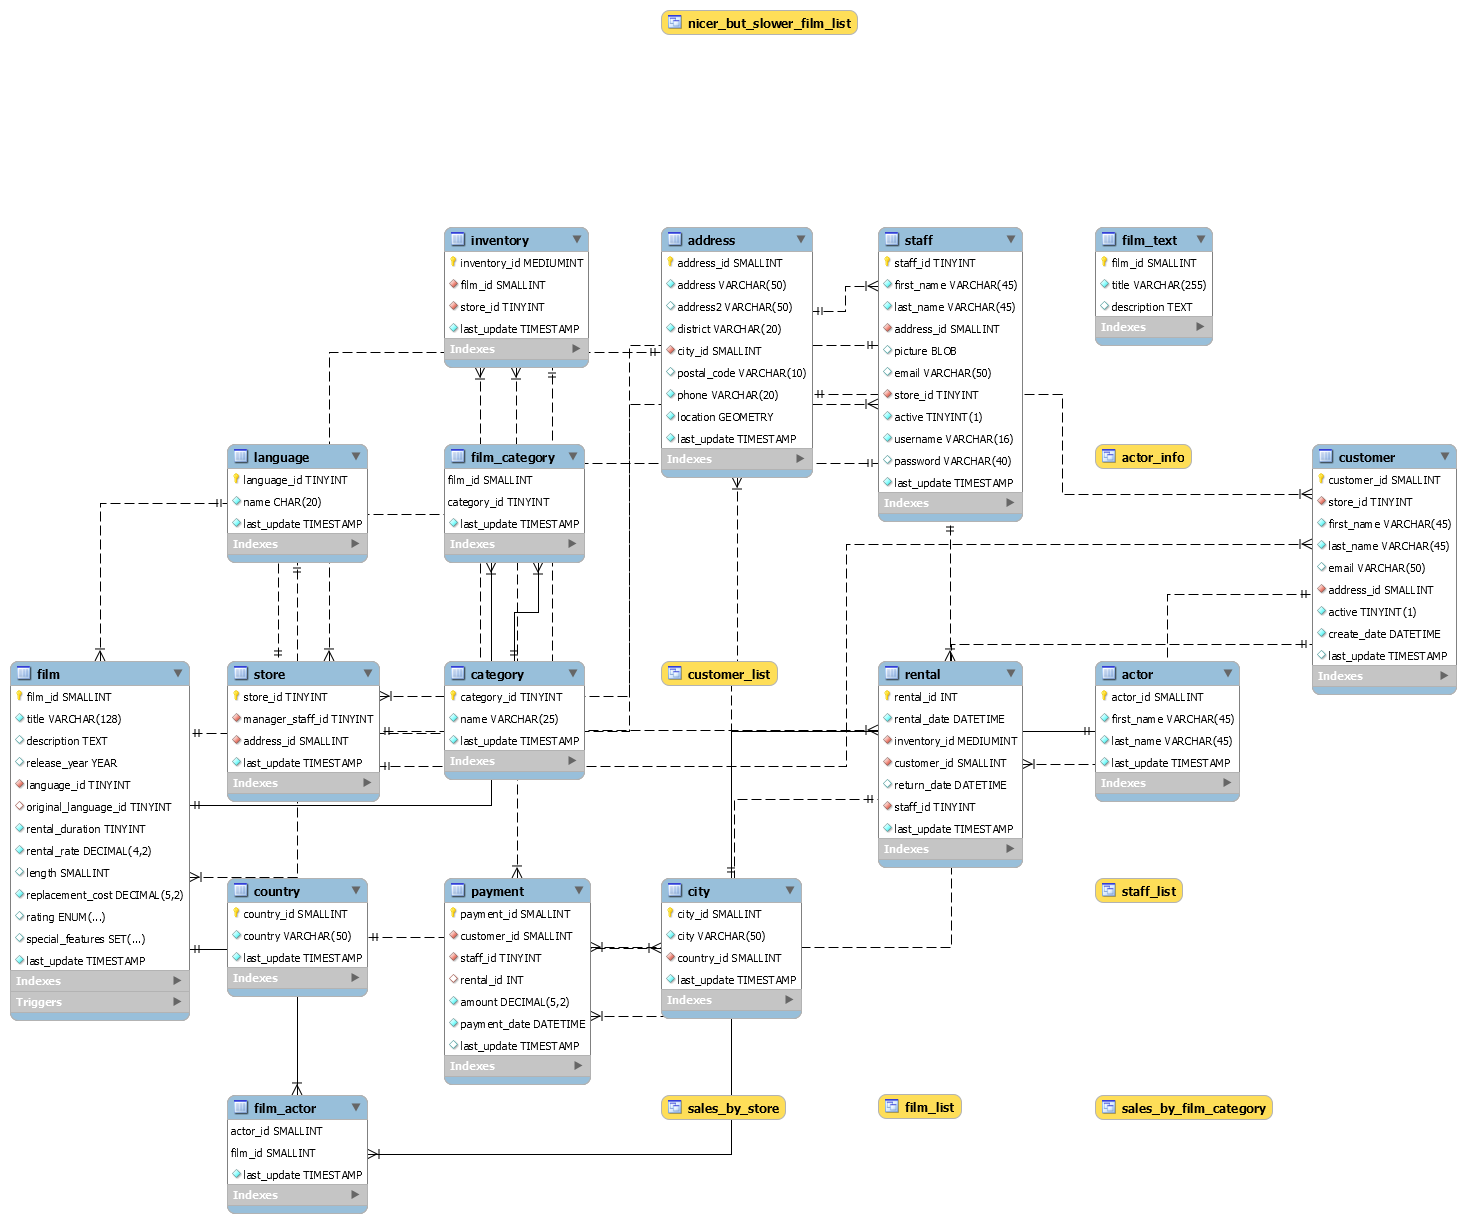 nicer_but_slower_film_list
inventory
inventory_id MEDIUMINT
film_id SMALLINT
store_id TINYINT
last_update TIMESTAMP
Indexes
address
address_id SMALLINT
address VARCHAR(50)
address2 VARCHAR(50)
district VARCHAR(20)
city_id SMALLINT
postal_code VARCHAR(10)
phone VARCHAR(20)
location GEOMETRY
last_update TIMESTAMP
Indexes
staff
staff_id TINYINT
first_name VARCHAR(45)
last_name VARCHAR(45)
address_id SMALLINT
picture BLOB
email VARCHAR(50)
store_id TINYINT
active TINYINT(1)
username VARCHAR(16)
password VARCHAR(40)
last_update TIMESTAMP
Indexes
film_text
film_id SMALLINT
title VARCHAR(255)
description TEXT
Indexes
language
language_id TINYINT
name CHAR(20)
last_update TIMESTAMP
Indexes
film_category
film_id SMALLINT
category_id TINYINT
last_update TIMESTAMP
Indexes
actor_info
customer
customer_id SMALLINT
store_id TINYINT
first_name VARCHAR(45)
last_name VARCHAR(45)
email VARCHAR(50)
address_id SMALLINT
active TINYINT(1)
create_date DATETIME
last_update TIMESTAMP
Indexes
film
film_id SMALLINT
title VARCHAR(128)
description TEXT
release_year YEAR
language_id TINYINT
original_language_id TINYINT
rental_duration TINYINT
rental_rate DECIMAL(4,2)
length SMALLINT
replacement_cost DECIMAL(5,2)
rating ENUM(...)
special_features SET(...)
last_update TIMESTAMP
Indexes
Triggers
store
store_id TINYINT
manager_staff_id TINYINT
address_id SMALLINT
last_update TIMESTAMP
Indexes
category
category_id TINYINT
name VARCHAR(25)
last_update TIMESTAMP
Indexes
customer_list
rental
rental_id INT
rental_date DATETIME
inventory_id MEDIUMINT
customer_id SMALLINT
return_date DATETIME
staff_id TINYINT
last_update TIMESTAMP
Indexes
actor
actor_id SMALLINT
first_name VARCHAR(45)
last_name VARCHAR(45)
last_update TIMESTAMP
Indexes
country
country_id SMALLINT
country VARCHAR(50)
last_update TIMESTAMP
Indexes
payment
payment_id SMALLINT
customer_id SMALLINT
staff_id TINYINT
rental_id INT
amount DECIMAL(5,2)
payment_date DATETIME
last_update TIMESTAMP
Indexes
city
city_id SMALLINT
city VARCHAR(50)
country_id SMALLINT
last_update TIMESTAMP
Indexes
staff_list
film_actor
actor_id SMALLINT
film_id SMALLINT
last_update TIMESTAMP
Indexes
sales_by_store
film_list
sales_by_film_category